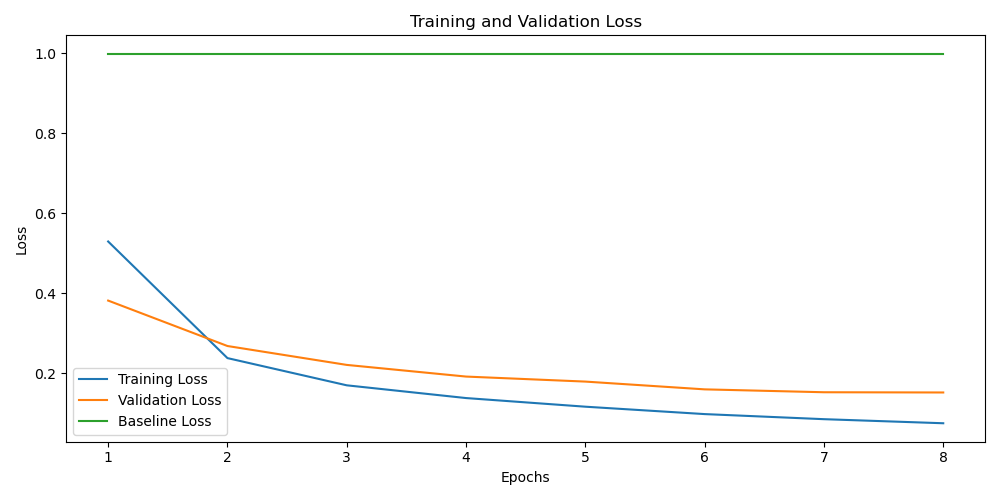 Training and Validation Loss
1.0
0.8
0.6
0.4
0.2
Loss
Training Loss
Validation Loss
Baseline Loss
1 2 3 4 5 6 7 8
Epochs